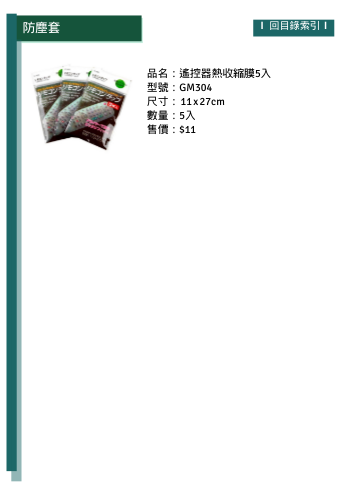 防塵套
I 回目錄索引 I
品名：遙控器熱收縮膜5入
型號：GM304
尺寸：11x27cm
數量：5入
售價：$11